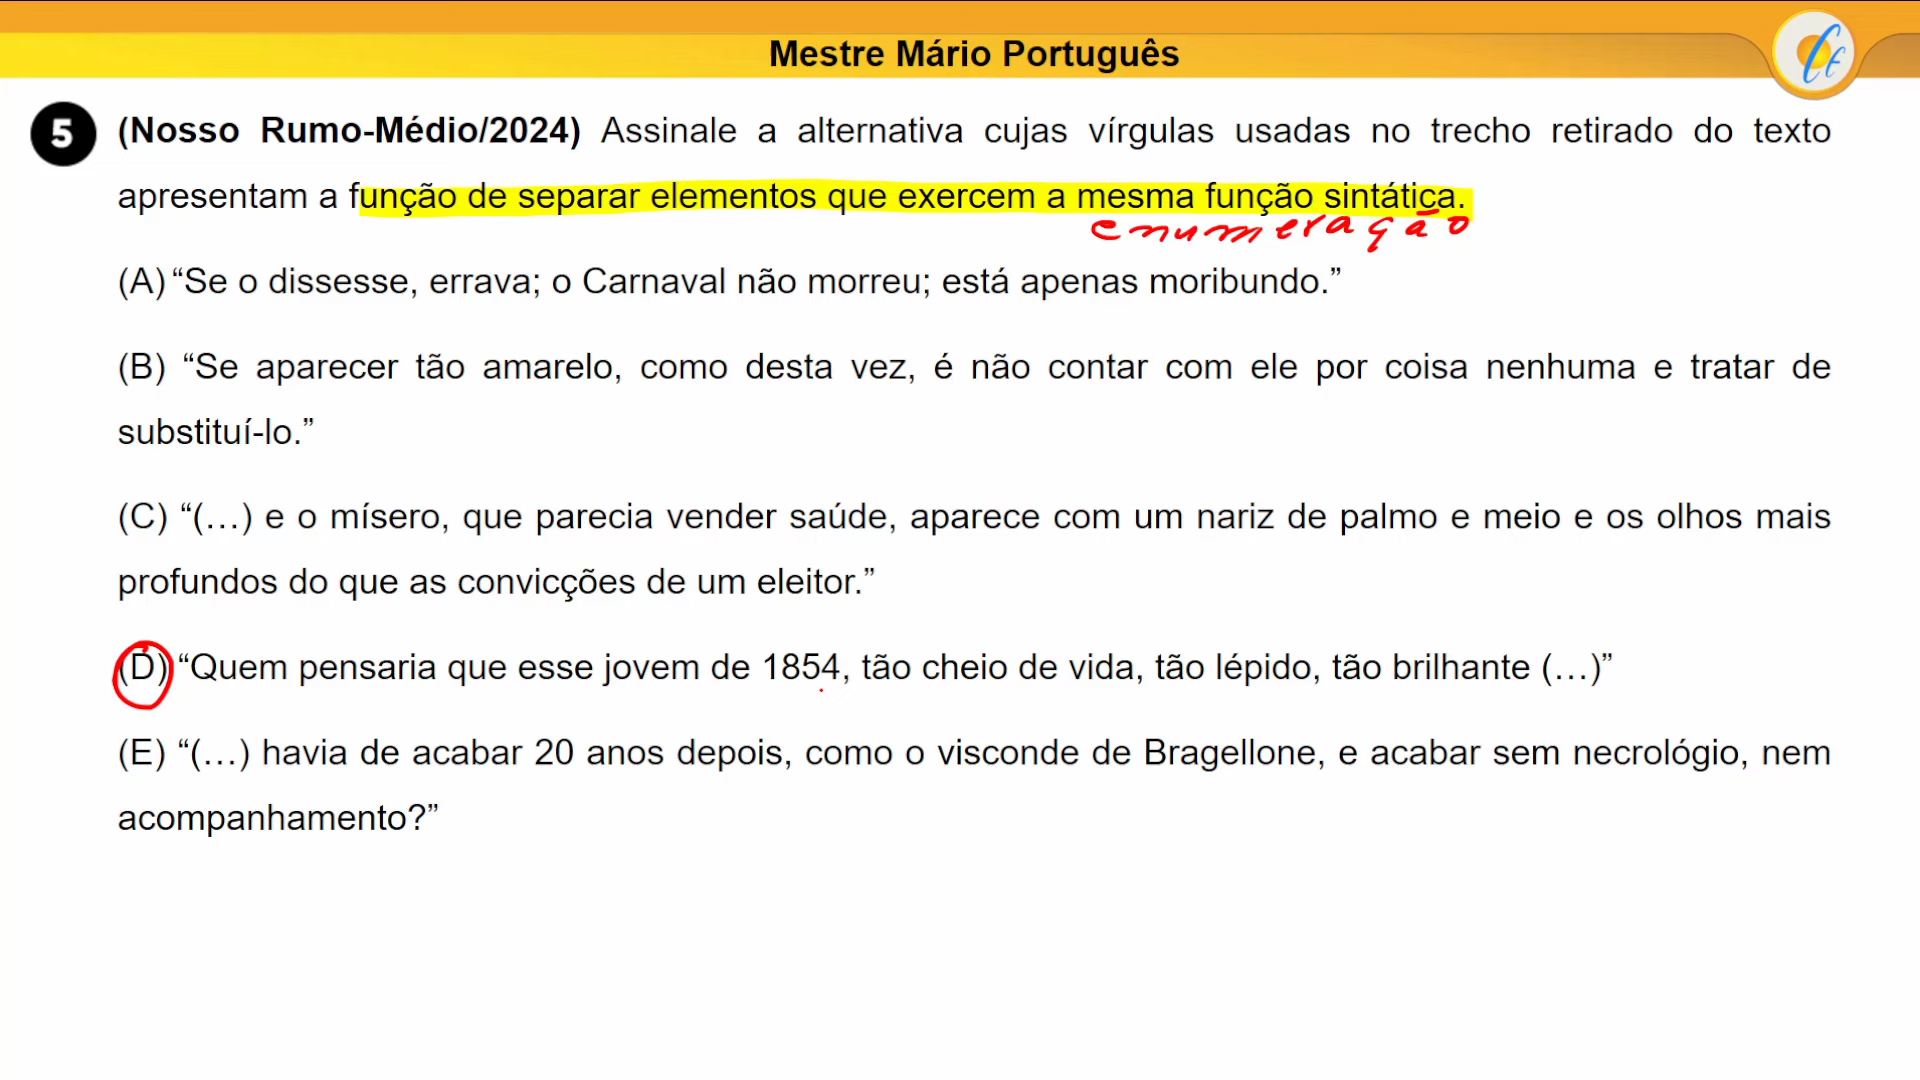 Mestre Mário Português
5 (Nosso Rumo-Médio/2024) Assinale a alternativa cujas vírgulas usadas no trecho retirado do texto
apresentam a função de separar elementos que exercem a mesma função sintática.
enumeração
(A) “Se o dissesse, errava; o Carnaval não morreu; está apenas moribundo.”
(B) “Se aparecer tão amarelo, como desta vez, é não contar com ele por coisa nenhuma e tratar de
substituí-lo.”
(C) “(…) e o mísero, que parecia vender saúde, aparece com um nariz de palmo e meio e os olhos mais
profundos do que as convicções de um eleitor.”
(D) “Quem pensaria que esse jovem de 1854, tão cheio de vida, tão lépido, tão brilhante (…)”
(E) “(…) havia de acabar 20 anos depois, como o visconde de Bragellone, e acabar sem necrológio, nem
acompanhamento?”